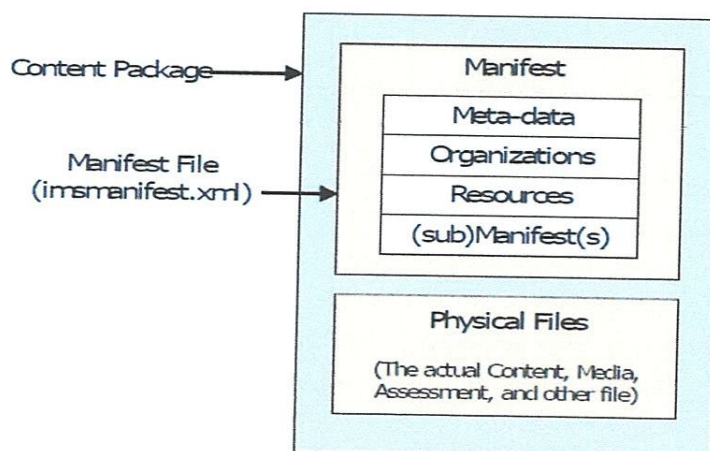 Content Package
Manifest File
(imsmanifest.xml)
Manifest
Meta-data
Organizations
Resources
(sub)Manifest(s)
Physical Files
(The actual Content, Media,
Assessment, and other file)